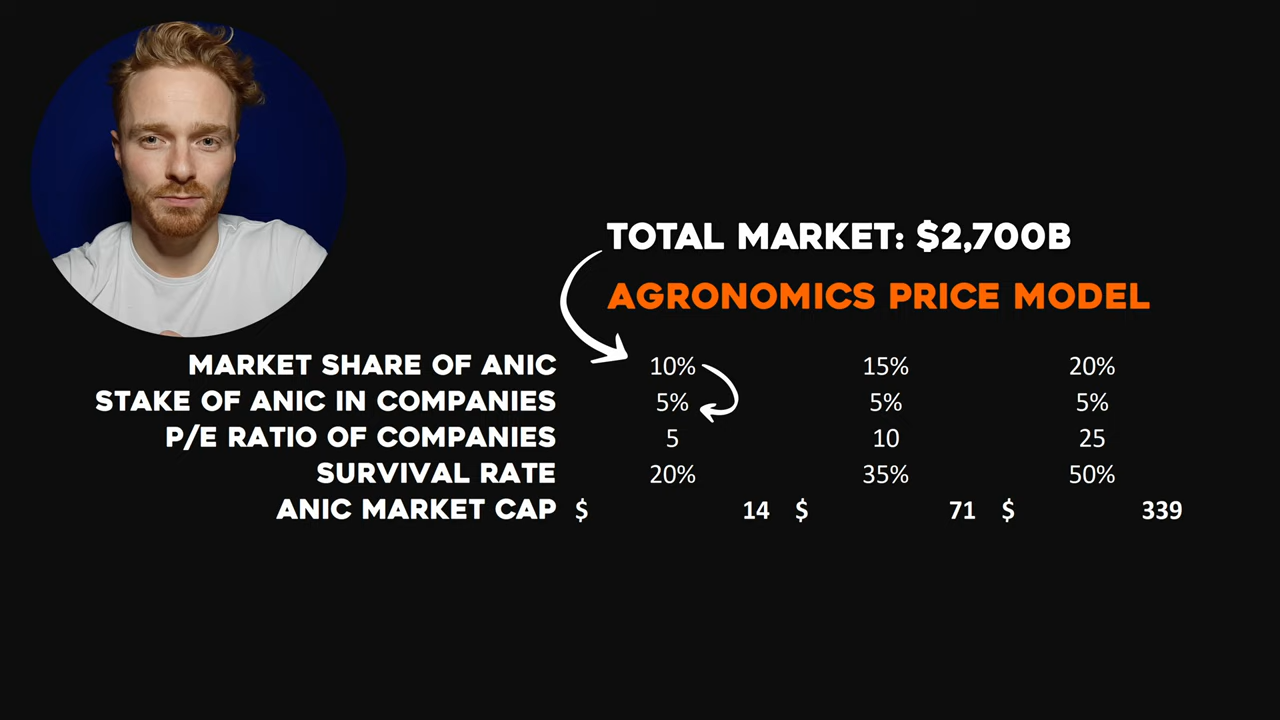 TOTAL MARKET: $2,700B
AGRONOMICS PRICE MODEL
MARKET SHARE OF ANIC 10% 15% 20%
STAKE OF ANIC IN COMPANIES 5% 5% 5%
P/E RATIO OF COMPANIES 5 10 25
SURVIVAL RATE 20% 35% 50%
ANIC MARKET CAP $ 14 $ 71 $ 339